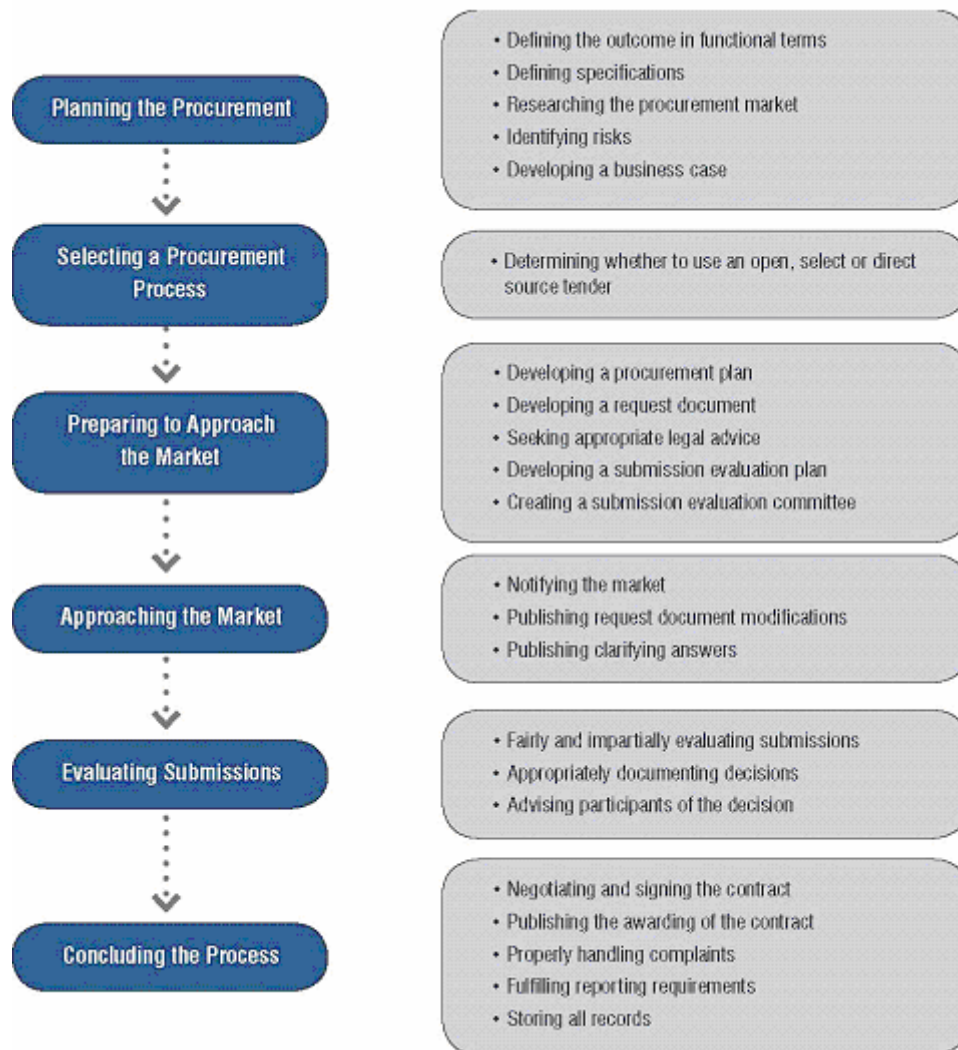 Planning the Procurement
• Defining the outcome in functional terms
• Defining specifications
• Researching the procurement market
• Identifying risks
• Developing a business case
Selecting a Procurement
Process
• Determining whether to use an open, select or direct
source tender
Preparing to Approach
the Market
• Developing a procurement plan
• Developing a request document
• Seeking appropriate legal advice
• Developing a submission evaluation plan
• Creating a submission evaluation committee
Approaching the Market
• Notifying the market
• Publishing request document modifications
• Publishing clarifying answers
Evaluating Submissions
• Fairly and impartially evaluating submissions
• Appropriately documenting decisions
• Advising participants of the decision
Concluding the Process
• Negotiating and signing the contract
• Publishing the awarding of the contract
• Properly handling complaints
• Fulfilling reporting requirements
• Storing all records